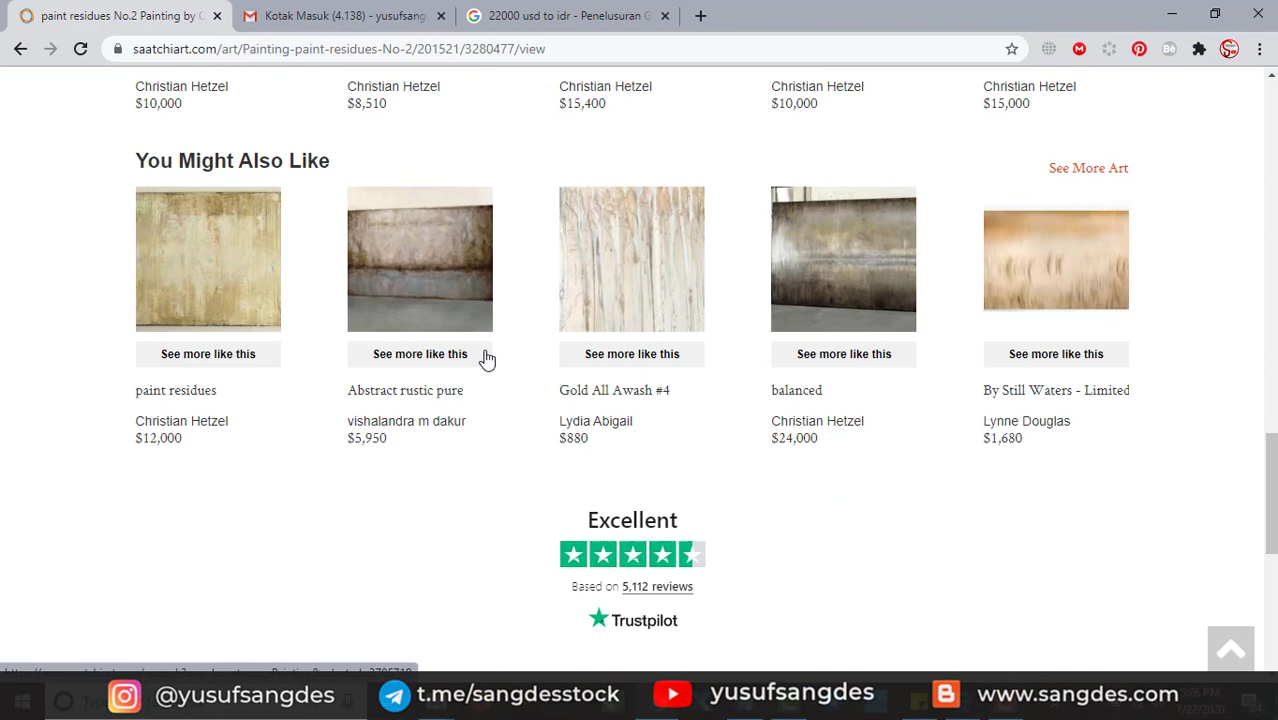 paint residues No.2 Painting by C
Kotak Masuk (4.138) - yusufsang
22000 usd to idr - Penelusuran G
saatchiart.com/art/Painting-paint-residues-No-2/201521/3280477/view
Christian Hetzel
$10,000
Christian Hetzel
$8,510
Christian Hetzel
$15,400
Christian Hetzel
$10,000
Christian Hetzel
$15,000
You Might Also Like
See More Art
See more like this
See more like this
See more like this
See more like this
See more like this
paint residues
Christian Hetzel
$12,000
Abstract rustic pure
vishalandra m dakur
$5,950
Gold All Awash #4
Lydia Abigail
$880
balanced
Christian Hetzel
$24,000
By Still Waters - Limited
Lynne Douglas
$1,680
Excellent
Based on 5,112 reviews
Trustpilot
@yusufsangdes
t.me/sangdesstock
yusufsangdes
www.sangdes.com
5:06 PM
7/22/2020